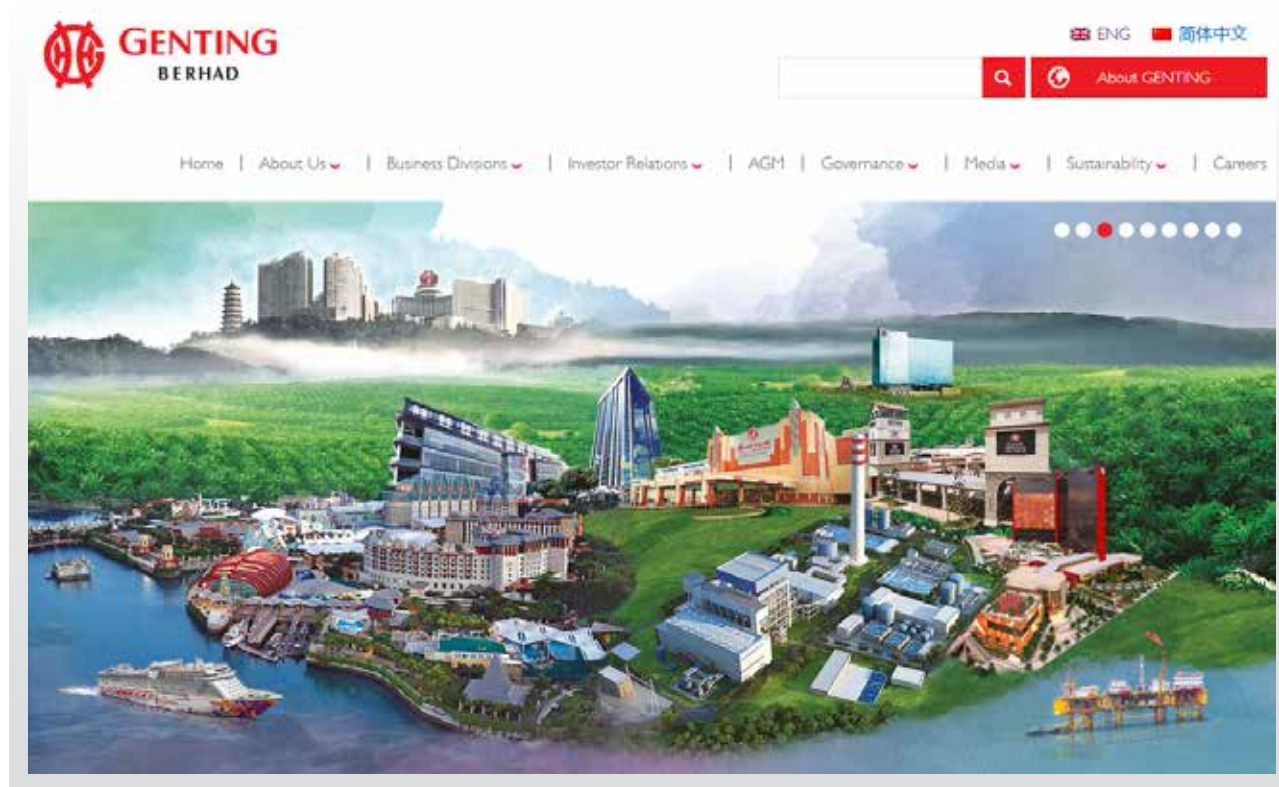 GENTING
BERHAD
ENG 简体中文
About GENTING
Home | About Us | Business Divisions | Investor Relations | AGM | Governance | Media | Sustainability | Careers